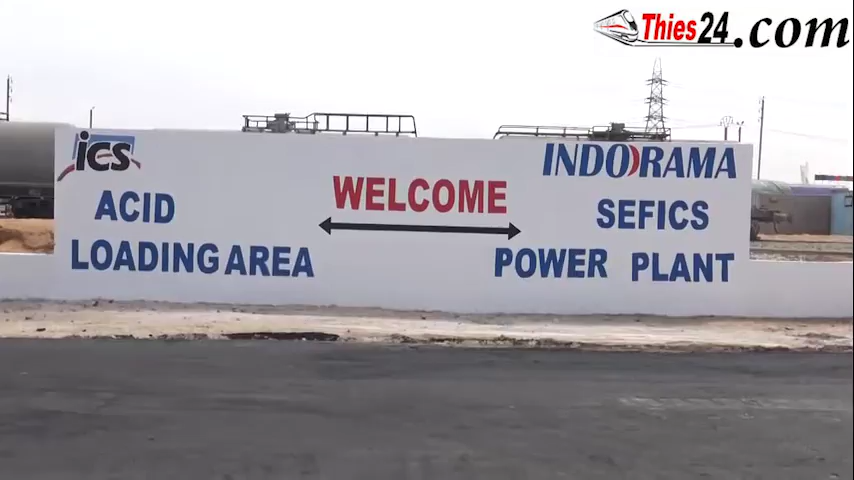 Thies24.com
ics
INDORAMA
WELCOME
ACID
LOADING AREA
SEFICS
POWER PLANT